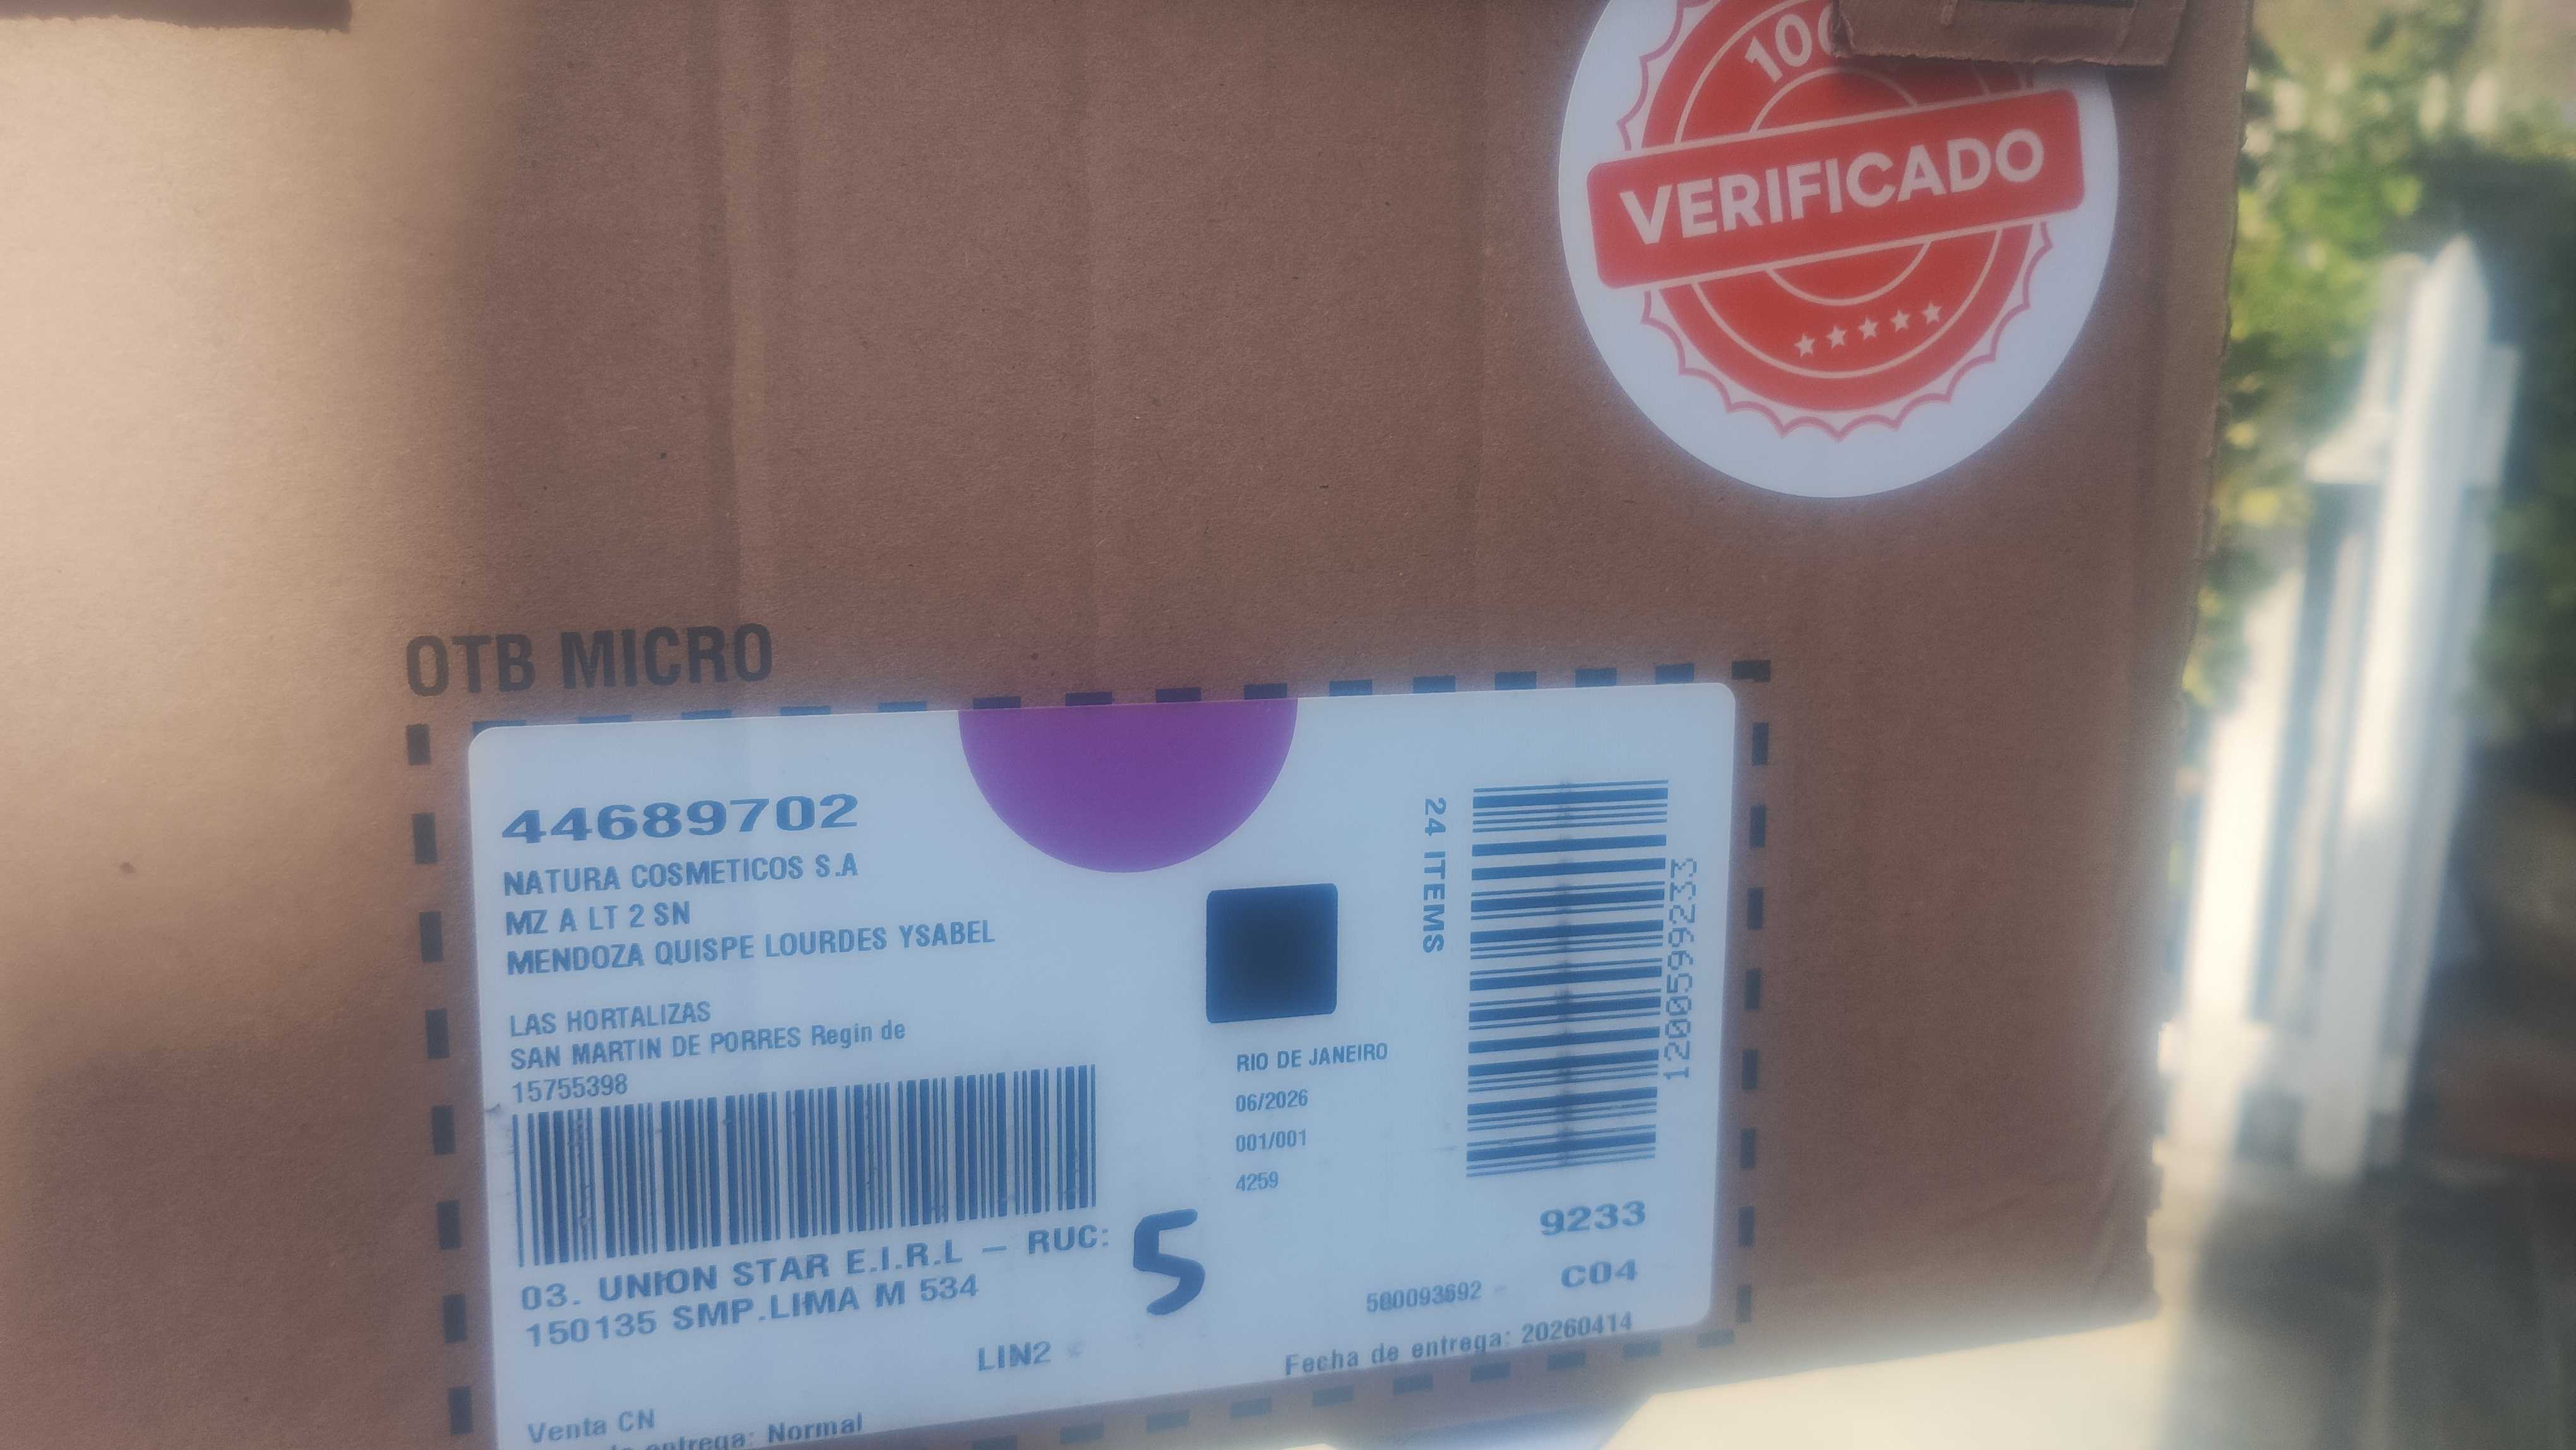 VERIFICADO
OTB MICRO
44689702
NATURA COSMETICOS S.A
MZ A LT 2 SN
MENDOZA QUISPE LOURDES YSABEL
LAS HORTALIZAS
SAN MARTIN DE PORRES Regin de
15755398
03. UNION STAR E.I.R.L – RUC:
150135 SMP.LIMA M 534
LIN2
5
RIO DE JANEIRO
06/2026
001/001
4259
24 ITEMS
1200599233
9233
C04
500093692 -
Fecha de entrega: 20260414
Venta CN
entrega: Normal